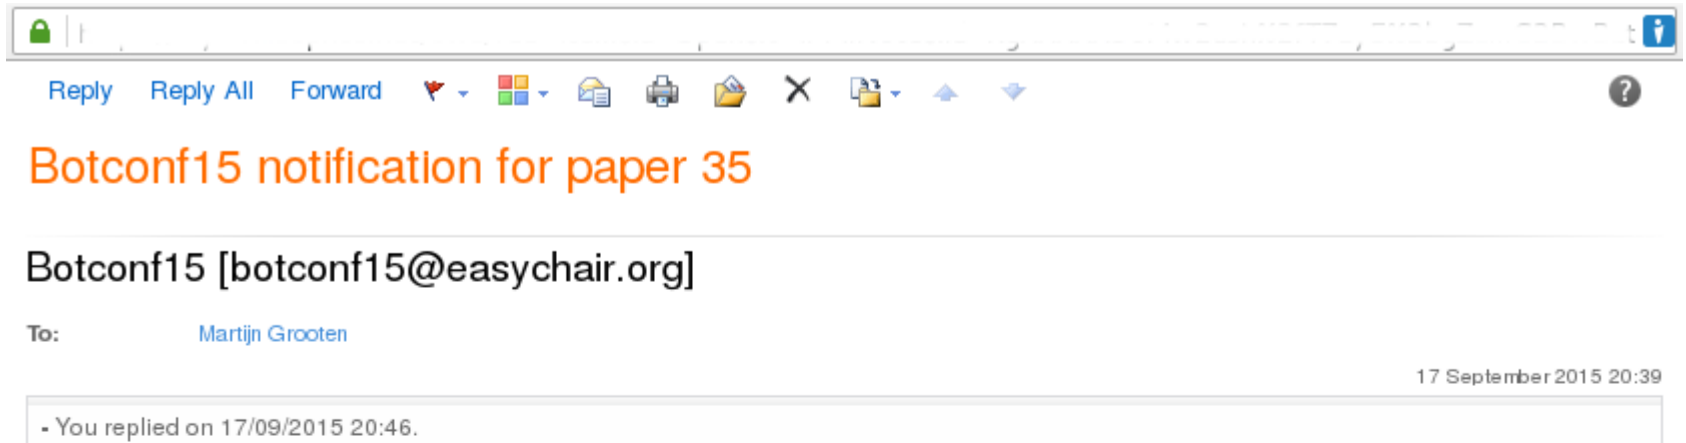 Reply Reply All Forward
Botconf15 notification for paper 35
Botconf15 [botconf15@easychair.org]
To: Martijn Grooten
17 September 2015 20:39
- You replied on 17/09/2015 20:46.